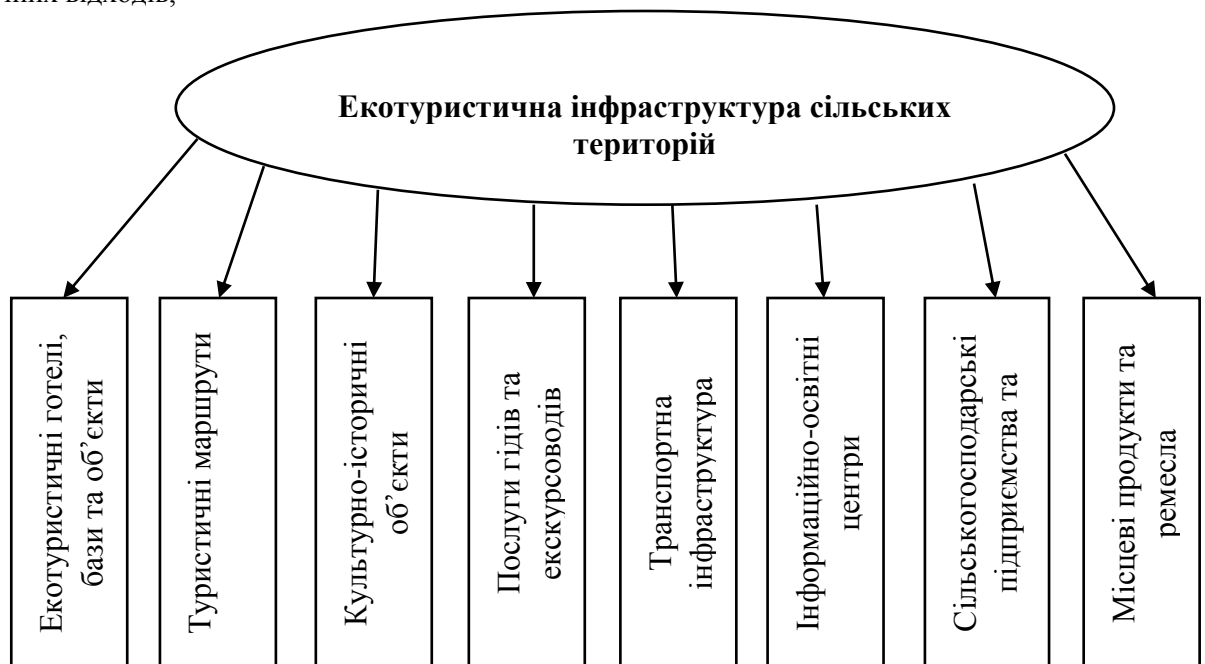 відходів,
Екотуристична інфраструктура сільських
територій
Екотуристичні готелі,
бази та об’єкти
Туристичні маршрути
Культурно-історичні
об’єкти
Послуги гідів та
екскурсоводів
Транспортна
інфраструктура
Інформаційно-освітні
центри
Сільськогосподарські
підприємства та
Місцеві продукти та
ремесла